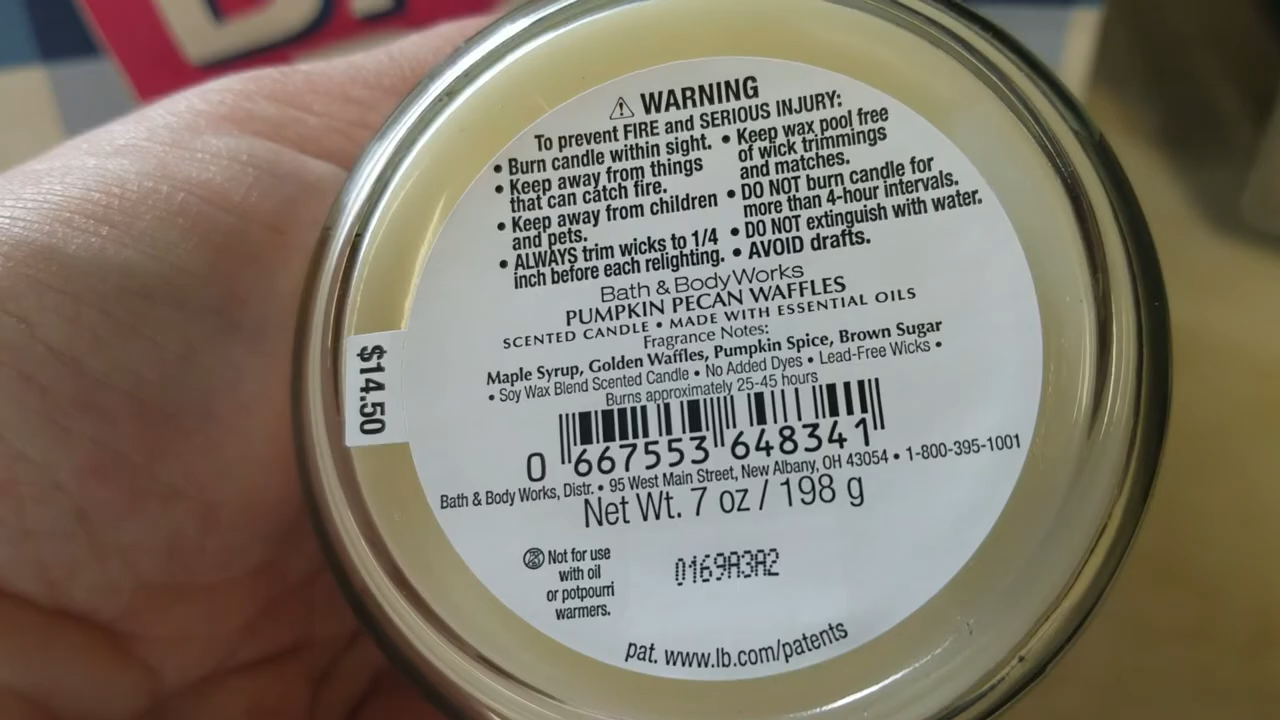 WARNING
To prevent FIRE and SERIOUS INJURY:
• Burn candle within sight.
• Keep away from things
that can catch fire.
• Keep away from children
and pets.
• ALWAYS trim wicks to 1/4
inch before each relighting.
• Keep wax pool free
of wick trimmings
and matches.
• DO NOT burn candle for
more than 4-hour intervals.
• DO NOT extinguish with water.
• AVOID drafts.
Bath & Body Works
PUMPKIN PECAN WAFFLES
SCENTED CANDLE • MADE WITH ESSENTIAL OILS
Fragrance Notes:
Maple Syrup, Golden Waffles, Pumpkin Spice, Brown Sugar
• Soy Wax Blend Scented Candle • No Added Dyes • Lead-Free Wicks •
Burns approximately 25-45 hours
$14.50
0 667553 648341
Bath & Body Works, Distr. • 95 West Main Street, New Albany, OH 43054 • 1-800-395-1001
Net Wt. 7 oz / 198 g
Not for use
with oil
or potpourri
warmers.
0169A3A2
pat. www.lb.com/patents